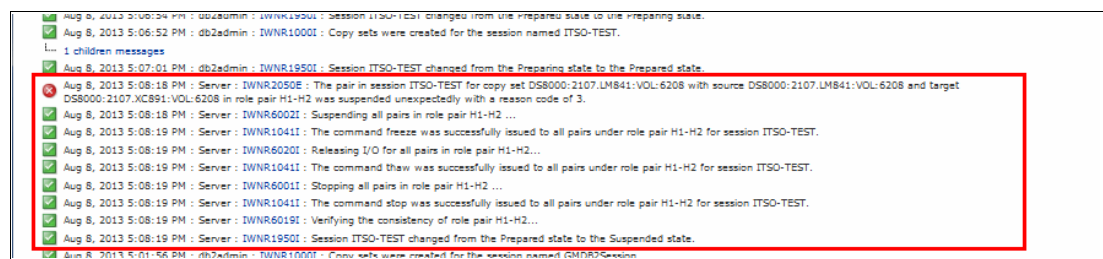 Aug 8, 2013 5:06:54 PM : db2admin : IWNR1950I : Session ITSO-TEST changed from the Prepared state to the Preparing state.
Aug 8, 2013 5:06:52 PM : db2admin : IWNR1000I : Copy sets were created for the session named ITSO-TEST.
1 children messages
Aug 8, 2013 5:07:01 PM : db2admin : IWNR1950I : Session ITSO-TEST changed from the Preparing state to the Prepared state.
Aug 8, 2013 5:08:18 PM : Server : IWNR2050E : The pair in session ITSO-TEST for copy set DS8000:2107.LM841:VOL:6208 with source DS8000:2107.LM841:VOL:6208 and target
DS8000:2107.XC891:VOL:6208 in role pair H1-H2 was suspended unexpectedly with a reason code of 3.
Aug 8, 2013 5:08:18 PM : Server : IWNR6002I : Suspending all pairs in role pair H1-H2 ...
Aug 8, 2013 5:08:19 PM : Server : IWNR1041I : The command freeze was successfully issued to all pairs under role pair H1-H2 for session ITSO-TEST.
Aug 8, 2013 5:08:19 PM : Server : IWNR6020I : Releasing I/O for all pairs in role pair H1-H2...
Aug 8, 2013 5:08:19 PM : Server : IWNR1041I : The command thaw was successfully issued to all pairs under role pair H1-H2 for session ITSO-TEST.
Aug 8, 2013 5:08:19 PM : Server : IWNR6001I : Stopping all pairs in role pair H1-H2 ...
Aug 8, 2013 5:08:19 PM : Server : IWNR1041I : The command stop was successfully issued to all pairs under role pair H1-H2 for session ITSO-TEST.
Aug 8, 2013 5:08:19 PM : Server : IWNR6019I : Verifying the consistency of role pair H1-H2...
Aug 8, 2013 5:08:19 PM : Server : IWNR1950I : Session ITSO-TEST changed from the Prepared state to the Suspended state.
Aug 8, 2013 5:01:56 PM : db2admin : IWNR1000I : Copy sets were created for the session named GMDB2Session.